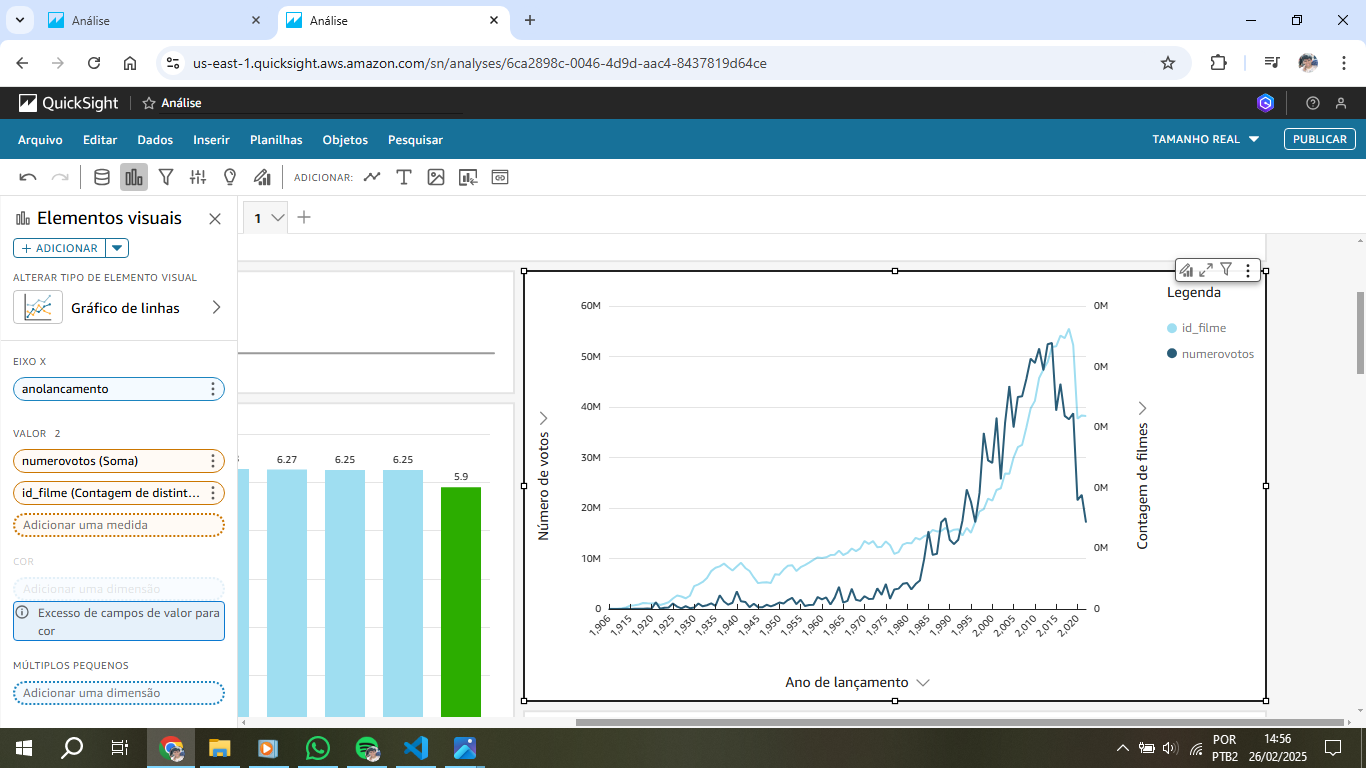 Análise
Análise
us-east-1.quicksight.aws.amazon.com/sn/analyses/6ca2898c-0046-4d9d-aac4-8437819d64ce
QuickSight
Análise
Arquivo
Editar
Dados
Inserir
Planilhas
Objetos
Pesquisar
TAMANHO REAL
PUBLICAR
ADICIONAR:
Elementos visuais
ADICIONAR
ALTERAR TIPO DE ELEMENTO VISUAL
Gráfico de linhas
EIXO X
anolancamento
VALOR 2
numerovotos (Soma)
id_filme (Contagem de distint...
Adicionar uma medida
COR
Adicionar uma dimensão
Excesso de campos de valor para
cor
MÚLTIPLOS PEQUENOS
Adicionar uma dimensão
1
6.27
6.25
6.25
5.9
Número de votos
60M
50M
40M
30M
20M
10M
0
1,906
1,915
1,920
1,925
1,930
1,935
1,940
1,945
1,950
1,955
1,960
1,965
1,970
1,975
1,980
1,985
1,990
1,995
2,000
2,005
2,010
2,015
2,020
Ano de lançamento
0M
0M
0M
0M
0M
0
Contagem de filmes
Legenda
id_filme
numerovotos
POR
PTB2
14:56
26/02/2025